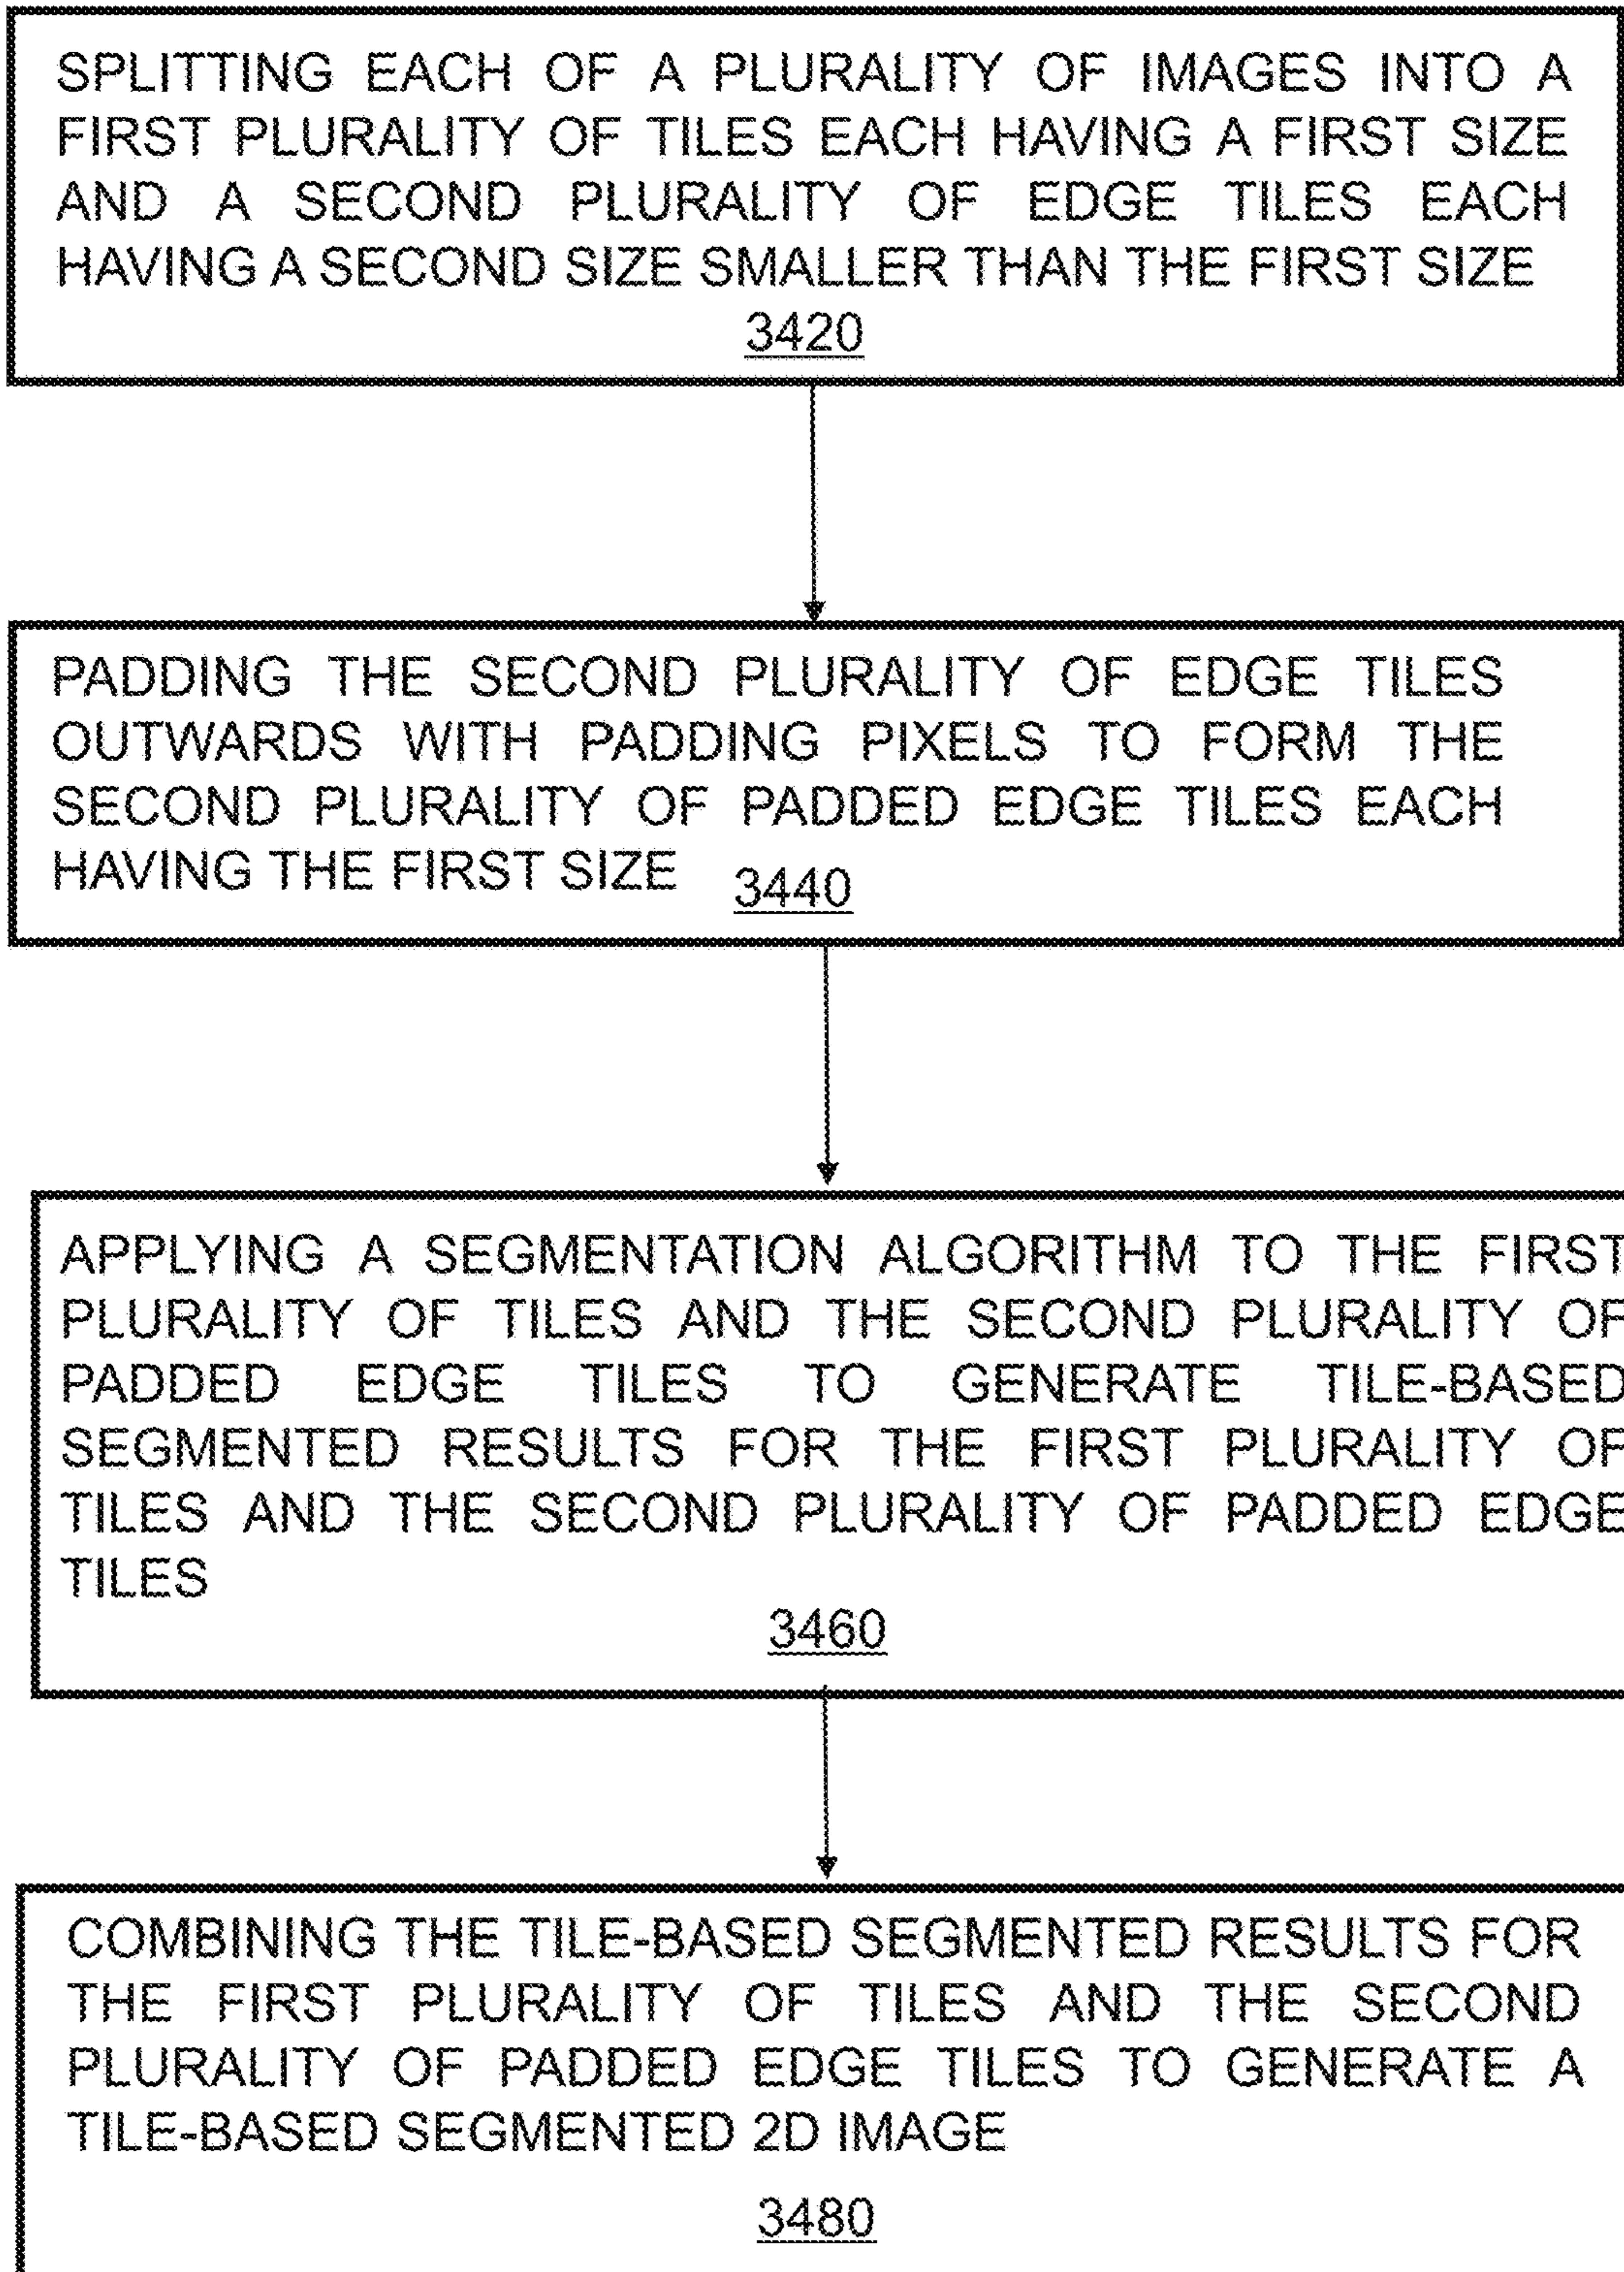 SPLITTING EACH OF A PLURALITY OF IMAGES INTO A
FIRST PLURALITY OF TILES EACH HAVING A FIRST SIZE
AND A SECOND PLURALITY OF EDGE TILES EACH
HAVING A SECOND SIZE SMALLER THAN THE FIRST SIZE
3420
PADDING THE SECOND PLURALITY OF EDGE TILES
OUTWARDS WITH PADDING PIXELS TO FORM THE
SECOND PLURALITY OF PADDED EDGE TILES EACH
HAVING THE FIRST SIZE 3440
APPLYING A SEGMENTATION ALGORITHM TO THE FIRST
PLURALITY OF TILES AND THE SECOND PLURALITY OF
PADDED EDGE TILES TO GENERATE TILE-BASED
SEGMENTED RESULTS FOR THE FIRST PLURALITY OF
TILES AND THE SECOND PLURALITY OF PADDED EDGE
TILES
3460
COMBINING THE TILE-BASED SEGMENTED RESULTS FOR
THE FIRST PLURALITY OF TILES AND THE SECOND
PLURALITY OF PADDED EDGE TILES TO GENERATE A
TILE-BASED SEGMENTED 2D IMAGE
3480